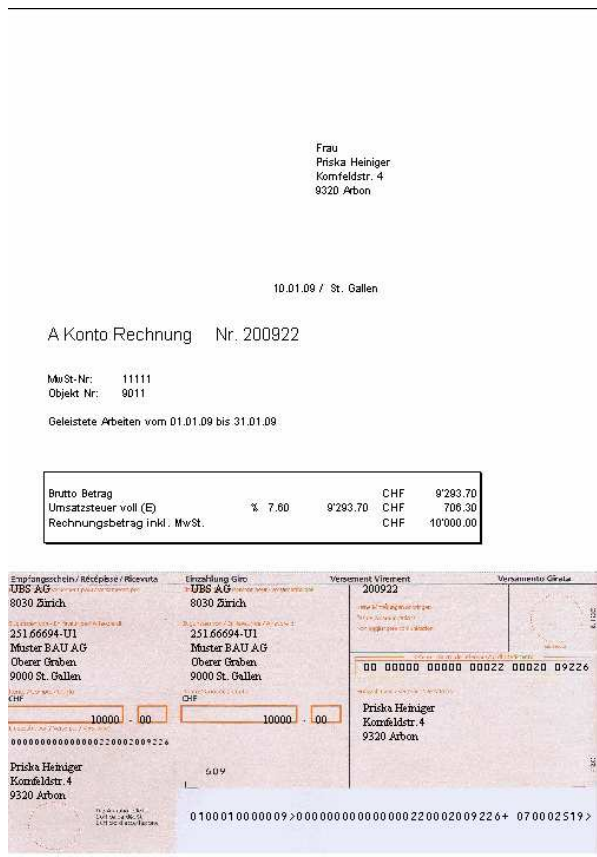 Frau
Priska Heiniger
Kornfeldstr. 4
9320 Arbon
10.01.09 / St. Gallen
A Konto Rechnung Nr. 200922
MwSt-Nr: 11111
Objekt Nr: 9011
Geleistete Arbeiten vom 01.01.09 bis 31.01.09
Brutto Betrag CHF 9'293.70
Umsatzsteuer voll (E) % 7.60 9'293.70 CHF 706.30
Rechnungsbetrag inkl. MwSt. CHF 10'000.00
Empfangsschein / Récépissé / Ricevuta Einzahlung Giro Versement Virement Versamento Girata
UBS AG
8030 Zürich
251.66694-U1
Muster BAU AG
Oberer Graben
9000 St. Gallen
CHF
10000 . 00
0000000000000000220002009226
Priska Heiniger
Kornfeldstr. 4
9320 Arbon
UBS AG
8030 Zürich
251.66694-U1
Muster BAU AG
Oberer Graben
9000 St. Gallen
CHF
10000 . 00
609
200922
00 00000 00000 00022 00020 09226
Priska Heiniger
Kornfeldstr. 4
9320 Arbon
0100010000009>000000000000000220002009226+ 070002519>